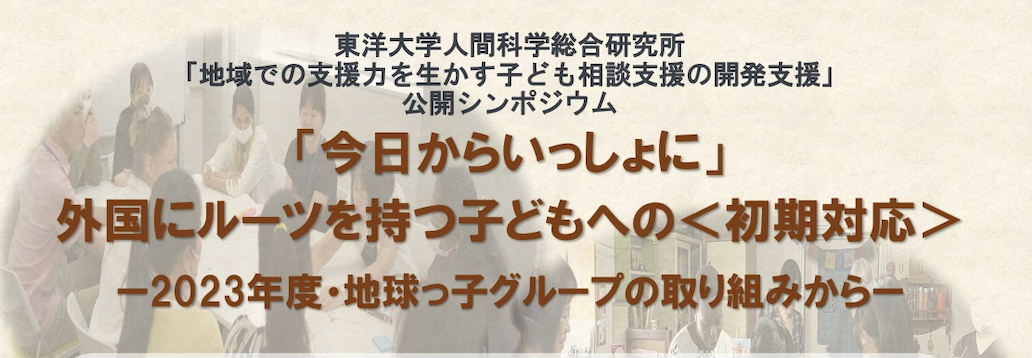 東洋大学人間科学総合研究所
「地域での支援力を生かす子ども相談支援の開発支援」
公開シンポジウム
「今日からいっしょに」
外国にルーツを持つ子どもへの＜初期対応＞
－2023年度・地球っ子グループの取り組みから－